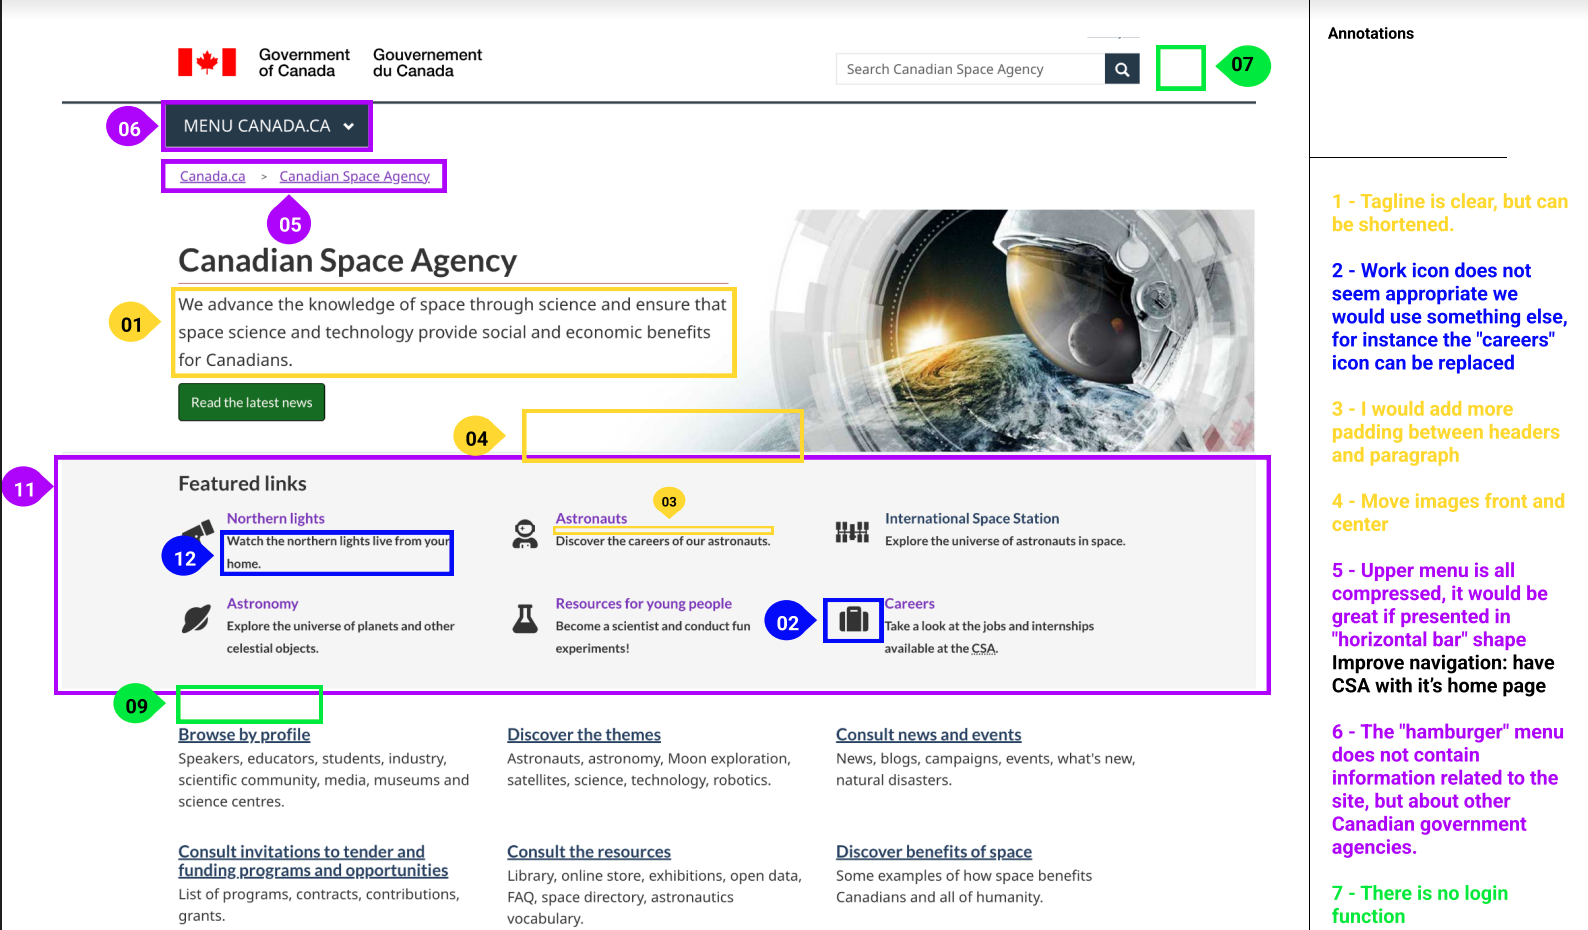 Annotations
Government
of Canada
Gouvernement
du Canada
Search Canadian Space Agency
07
06
MENU CANADA.CA
Canada.ca > Canadian Space Agency
05
Canadian Space Agency
01
We advance the knowledge of space through science and ensure that
space science and technology provide social and economic benefits
for Canadians.
Read the latest news
04
11
Featured links
03
Northern lights
Watch the northern lights live from your
home.
12
Astronauts
Discover the careers of our astronauts.
International Space Station
Explore the universe of astronauts in space.
Astronomy
Explore the universe of planets and other
celestial objects.
Resources for young people
Become a scientist and conduct fun
experiments!
02
Careers
Take a look at the jobs and internships
available at the CSA.
09
Browse by profile
Speakers, educators, students, industry,
scientific community, media, museums and
science centres.
Discover the themes
Astronauts, astronomy, Moon exploration,
satellites, science, technology, robotics.
Consult news and events
News, blogs, campaigns, events, what's new,
natural disasters.
Consult invitations to tender and
funding programs and opportunities
List of programs, contracts, contributions,
grants.
Consult the resources
Library, online store, exhibitions, open data,
FAQ, space directory, astronautics
vocabulary.
Discover benefits of space
Some examples of how space benefits
Canadians and all of humanity.
1 - Tagline is clear, but can
be shortened.
2 - Work icon does not
seem appropriate we
would use something else,
for instance the "careers"
icon can be replaced
3 - I would add more
padding between headers
and paragraph
4 - Move images front and
center
5 - Upper menu is all
compressed, it would be
great if presented in
"horizontal bar" shape
Improve navigation: have
CSA with it’s home page
6 - The "hamburger" menu
does not contain
information related to the
site, but about other
Canadian government
agencies.
7 - There is no login
function